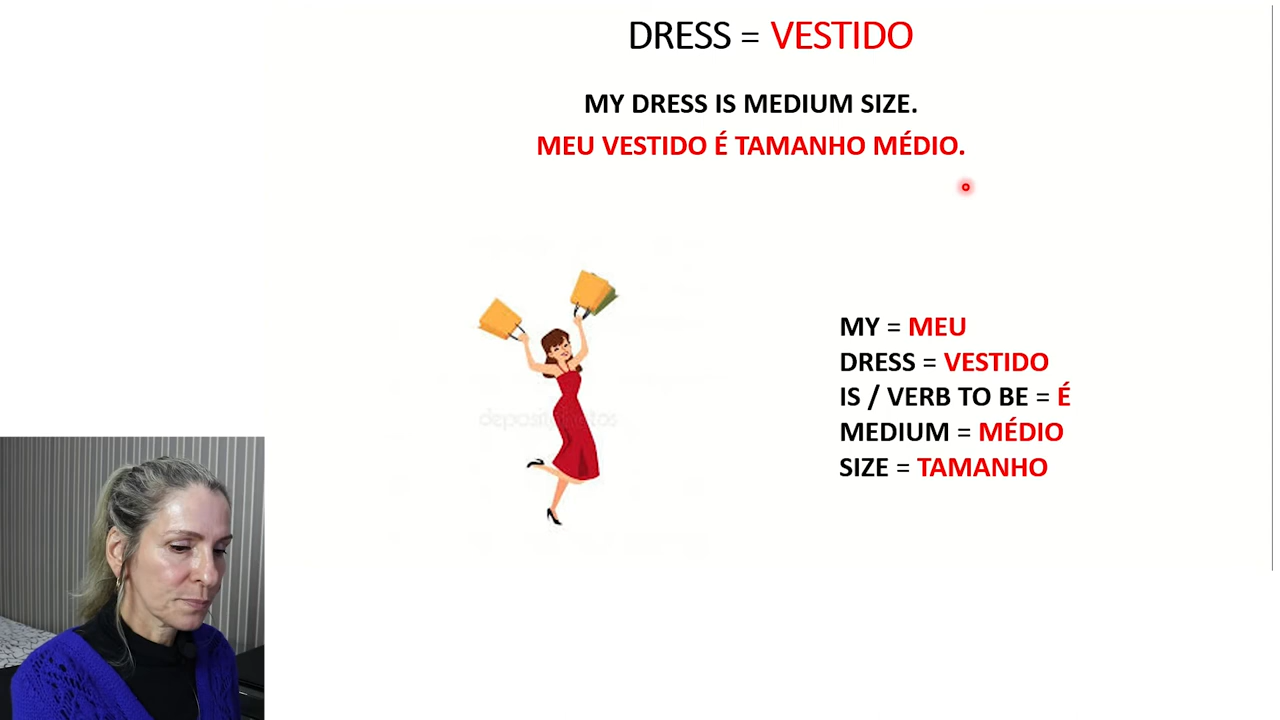 DRESS = VESTIDO
MY DRESS IS MEDIUM SIZE.
MEU VESTIDO É TAMANHO MÉDIO.
depositphotos
MY = MEU
DRESS = VESTIDO
IS / VERB TO BE = É
MEDIUM = MÉDIO
SIZE = TAMANHO